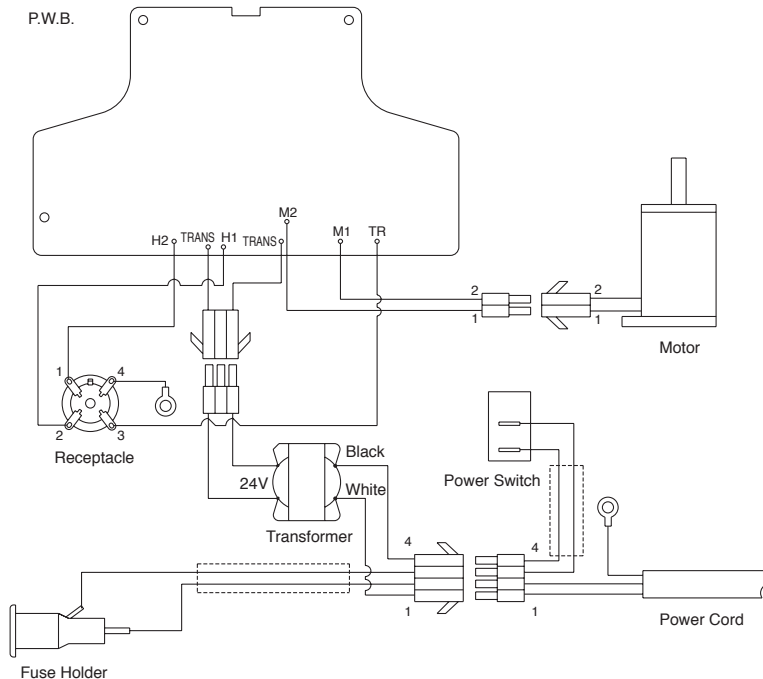 P.W.B.
M2
H2 TRANS H1 TRANS M1 TR
2 2
1 1
Motor
1 4
2 3
Receptacle
Black
24V White
Transformer
Power Switch
4 4
1 1
Power Cord
Fuse Holder